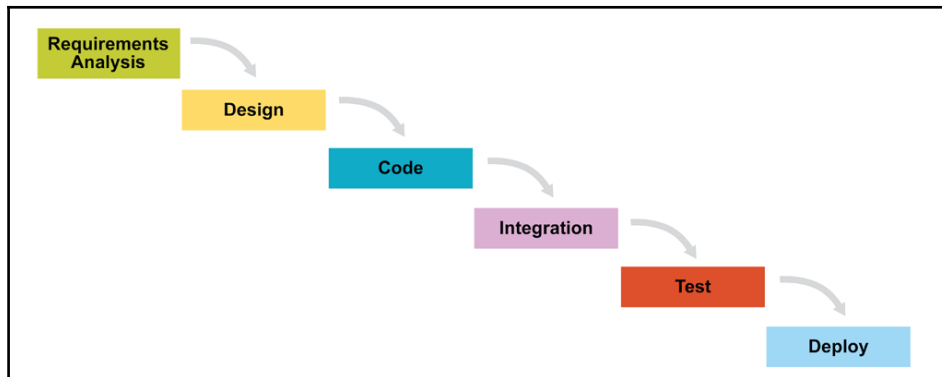 Requirements
Analysis
Design
Code
Integration
Test
Deploy